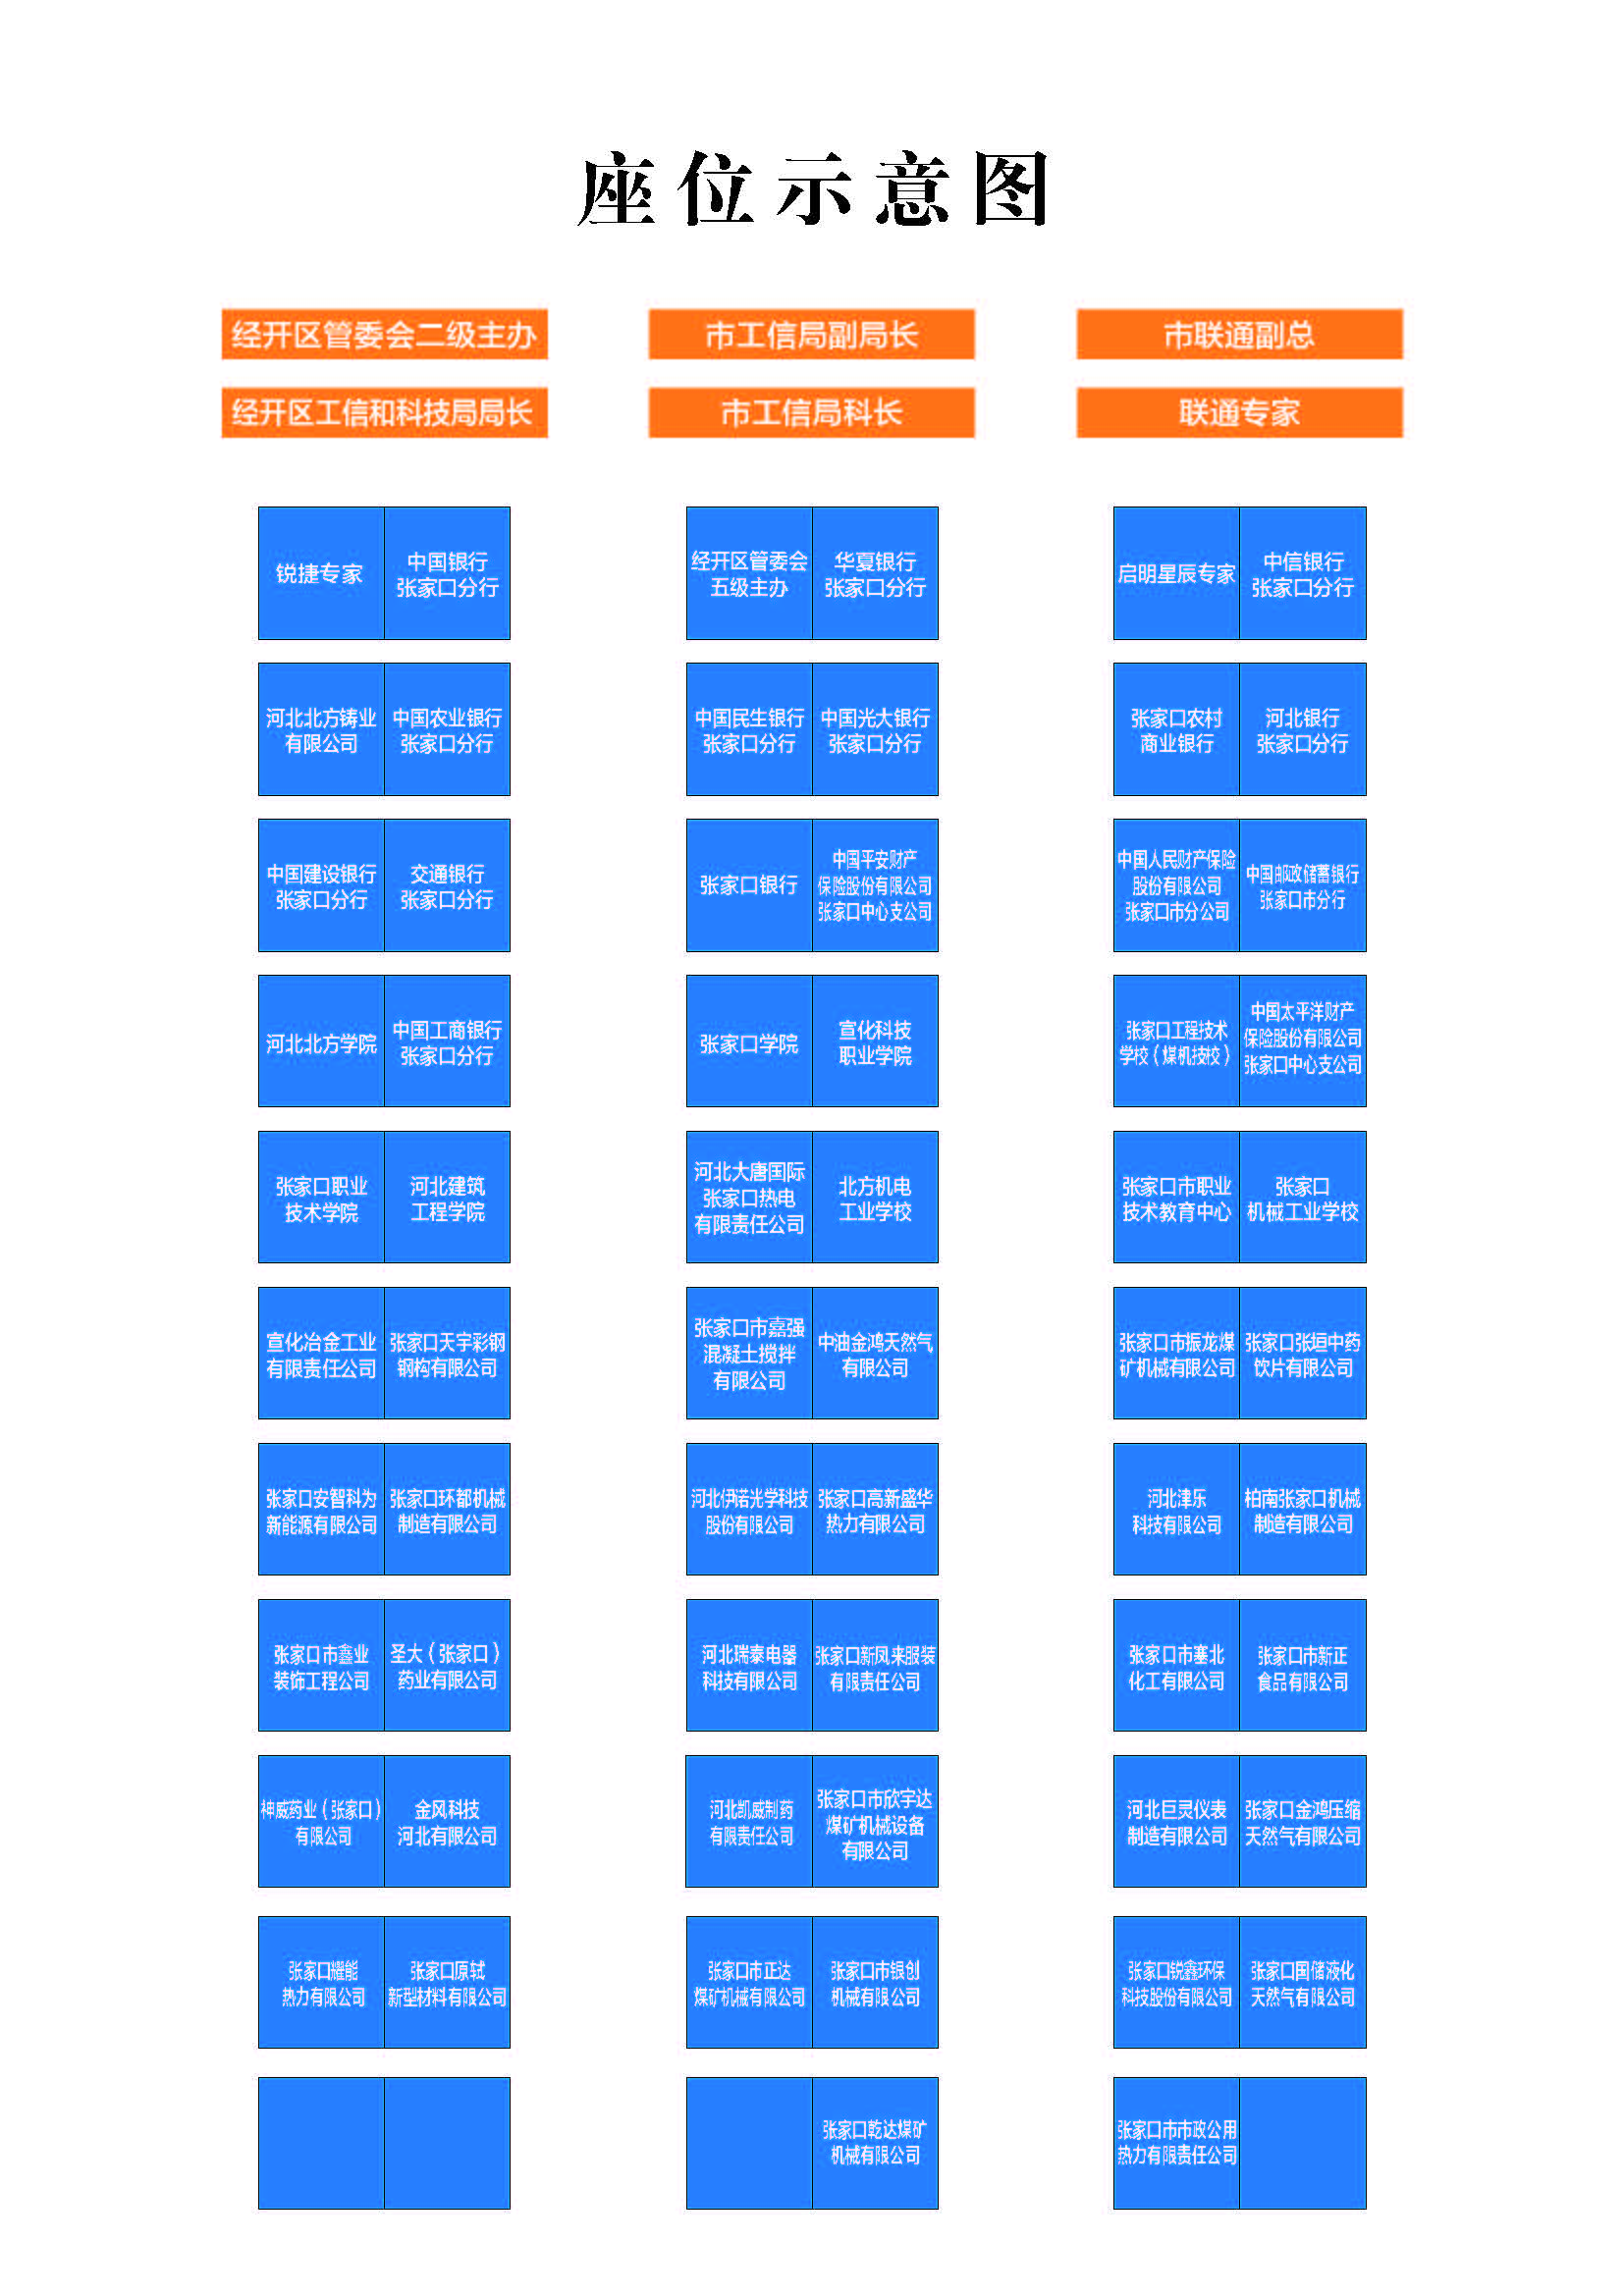 座位示意图
经开区管委会二级主办
市工信局副局长
市联通副总
经开区工信和科技局局长
市工信局科长
联通专家
锐捷专家
中国银行
张家口分行
经开区管委会
五级主办
华夏银行
张家口分行
启明星辰专家
中信银行
张家口分行
河北北方铸业
有限公司
中国农业银行
张家口分行
中国民生银行
张家口分行
中国光大银行
张家口分行
张家口农村
商业银行
河北银行
张家口分行
中国建设银行
张家口分行
交通银行
张家口分行
张家口银行
中国平安财产
保险股份有限公司
张家口中心支公司
中国人民财产保险
股份有限公司
张家口市分公司
中国邮政储蓄银行
张家口市分行
河北北方学院
中国工商银行
张家口分行
张家口学院
宣化科技
职业学院
张家口工程技术
学校（煤机技校）
中国太平洋财产
保险股份有限公司
张家口中心支公司
张家口职业
技术学院
河北建筑
工程学院
河北大唐国际
张家口热电
有限责任公司
北方机电
工业学校
张家口市职业
技术教育中心
张家口
机械工业学校
宣化冶金工业
有限责任公司
张家口天宇彩钢
钢构有限公司
张家口市嘉强
混凝土搅拌
有限公司
中油金鸿天然气
有限公司
张家口市振龙煤
矿机械有限公司
张家口张垣中药
饮片有限公司
张家口安智科为
新能源有限公司
张家口环都机械
制造有限公司
河北伊诺光学科技
股份有限公司
张家口高新盛华
热力有限公司
河北津乐
科技有限公司
柏南张家口机械
制造有限公司
张家口市鑫业
装饰工程公司
圣大（张家口）
药业有限公司
河北瑞泰电器
科技有限公司
张家口新凤来服装
有限责任公司
张家口市塞北
化工有限公司
张家口市新正
食品有限公司
神威药业（张家口）
有限公司
金风科技
河北有限公司
河北凯威制药
有限责任公司
张家口市欣宇达
煤矿机械设备
有限公司
河北巨灵仪表
制造有限公司
张家口金鸿压缩
天然气有限公司
张家口耀能
热力有限公司
张家口原轼
新型材料有限公司
张家口市正达
煤矿机械有限公司
张家口市银创
机械有限公司
张家口锐鑫环保
科技股份有限公司
张家口国储液化
天然气有限公司
张家口乾达煤矿
机械有限公司
张家口市市政公用
热力有限责任公司